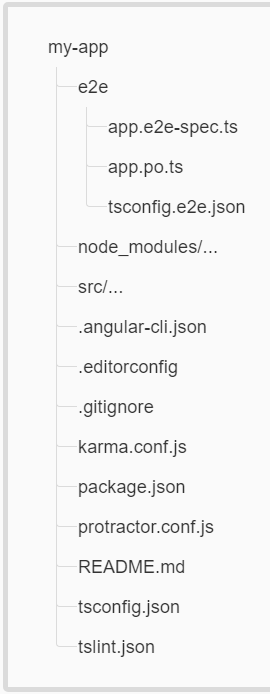 my-app
e2e
app.e2e-spec.ts
app.po.ts
tsconfig.e2e.json
node_modules/...
src/...
.angular-cli.json
.editorconfig
.gitignore
karma.conf.js
package.json
protractor.conf.js
README.md
tsconfig.json
tslint.json